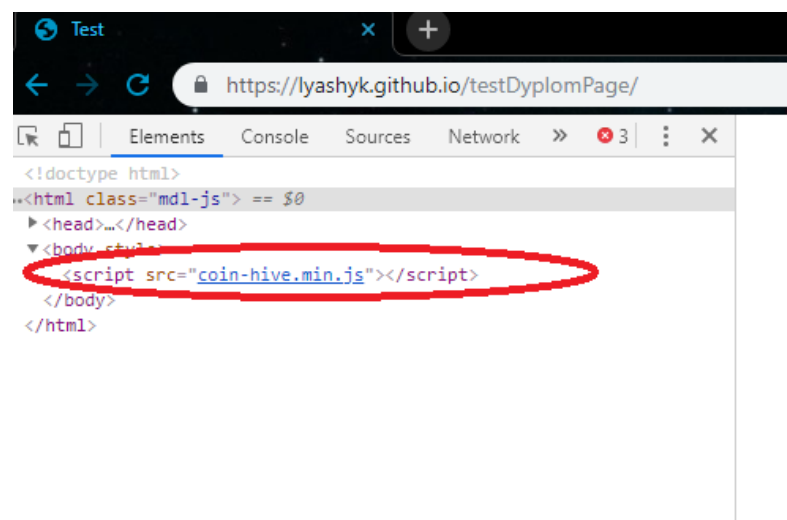 Test
https://lyashyk.github.io/testDyplomPage/
Elements Console Sources Network » 3
<!doctype html>
..<html class="mdl-js"> == $0
<head>…</head>
<body style>
<script src="coin-hive.min.js"></script>
</body>
</html>